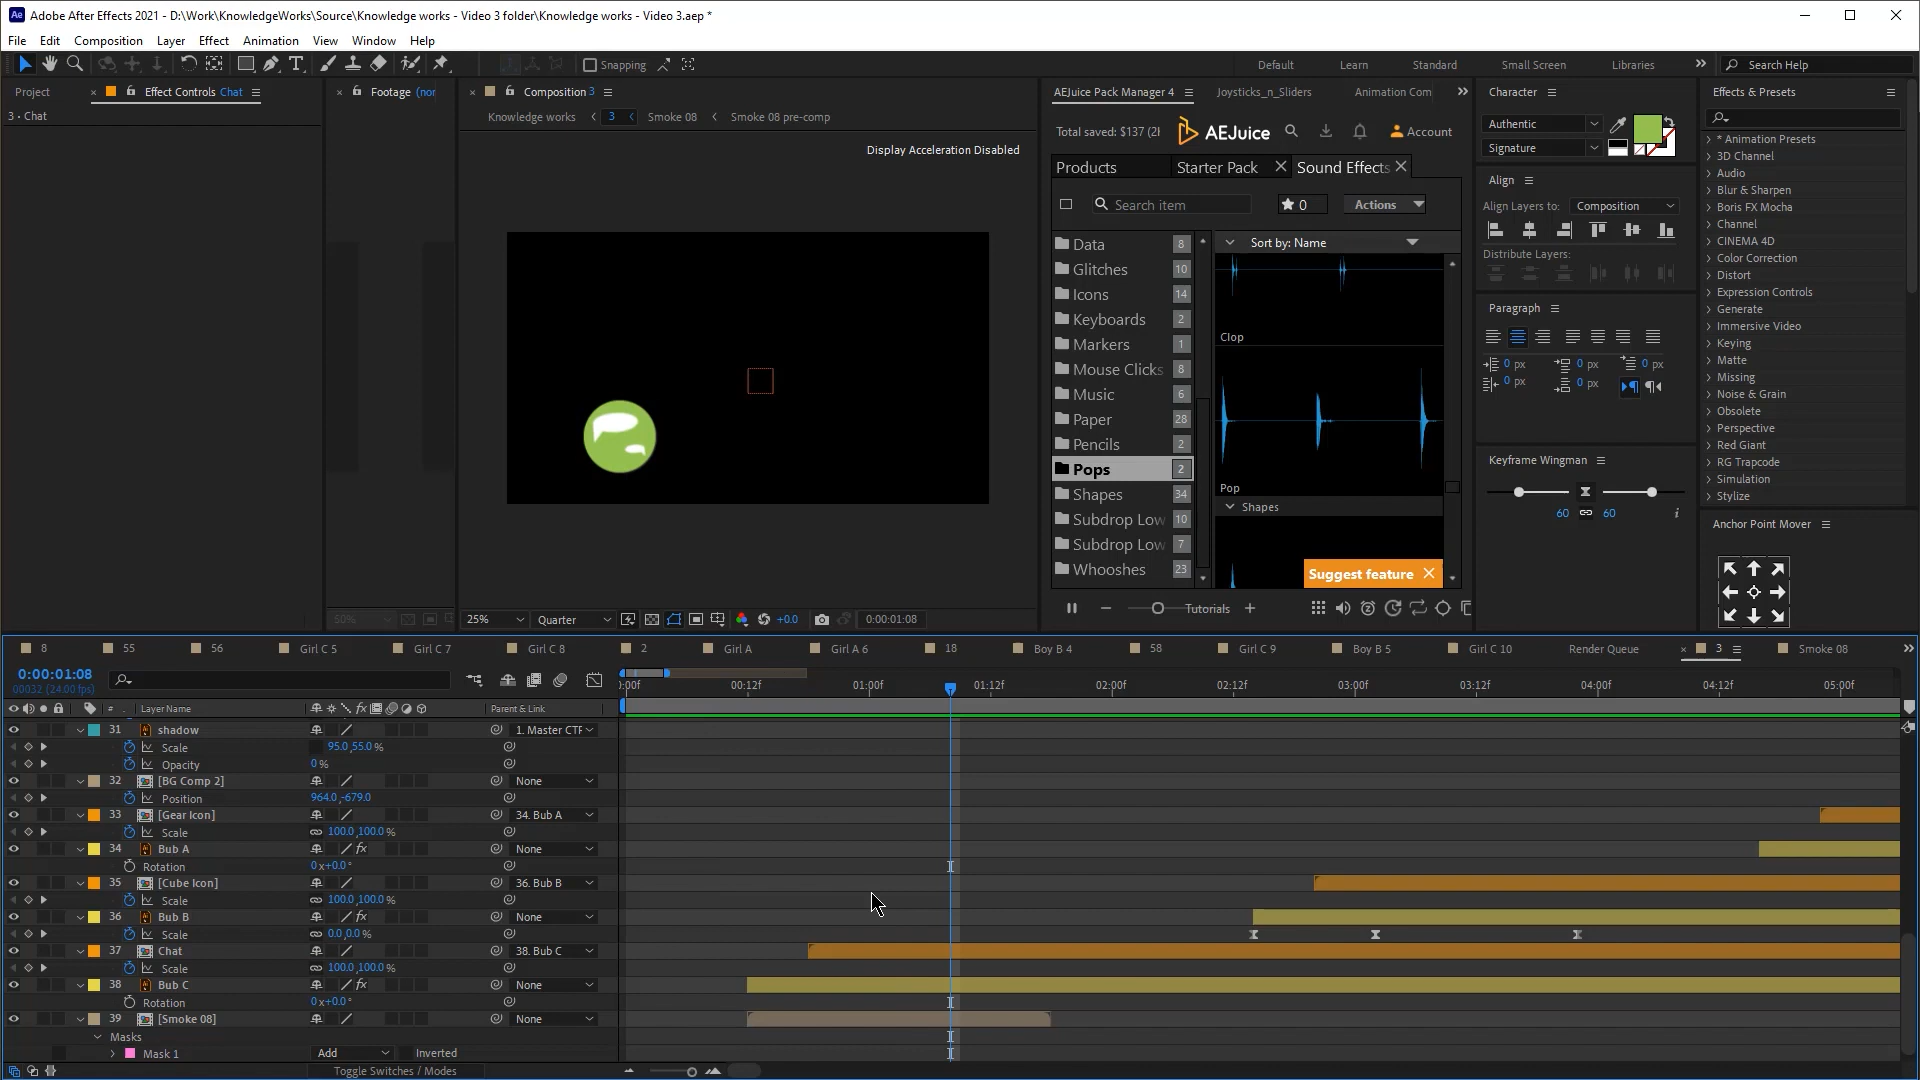 Adobe After Effects 2021 - D:\Work\KnowledgeWorks\Source\Knowledge works - Video 3 folder\Knowledge works - Video 3.aep *
File Edit Composition Layer Effect Animation View Window Help
Snapping
Default Learn Standard Small Screen Libraries
Search Help
Project Effect Controls Chat
3 • Chat
Footage (nor
Composition 3
Knowledge works 3 Smoke 08 Smoke 08 pre-comp
Display Acceleration Disabled
50%
25% Quarter +0.0 0:00:01:08
AEJuice Pack Manager 4 Joysticks_n_Sliders Animation Com
Total saved: $137 (2l
AEJuice
Account
Products Starter Pack Sound Effects
Search item
0
Actions
Data 8
Glitches 10
Icons 14
Keyboards 2
Markers 1
Mouse Clicks 8
Music 6
Paper 28
Pencils 2
Pops 2
Shapes 34
Subdrop Low 10
Subdrop Low 7
Whooshes 23
Sort by: Name
Clop
Pop
Shapes
Suggest feature
Tutorials
Character
Authentic
Signature
Align
Align Layers to: Composition
Distribute Layers:
Paragraph
0 px 0 px 0 px
0 px 0 px
Keyframe Wingman
60 60 i
Effects & Presets
* Animation Presets
3D Channel
Audio
Blur & Sharpen
Boris FX Mocha
Channel
CINEMA 4D
Color Correction
Distort
Expression Controls
Generate
Immersive Video
Keying
Matte
Missing
Noise & Grain
Obsolete
Perspective
Red Giant
RG Trapcode
Simulation
Stylize
Anchor Point Mover
8 55 56 Girl C 5 Girl C 7 Girl C 8 2 Girl A Girl A 6 18 Boy B 4 58 Girl C 9 Boy B 5 Girl C 10 Render Queue 3 Smoke 08
0:00:01:08
00032 (24.00 fps)
:00f 00:12f 01:00f 01:12f 02:00f 02:12f 03:00f 03:12f 04:00f 04:12f 05:00f
# Layer Name fx Parent & Link
31 shadow 1. Master CTF
Scale 95.0,55.0 %
Opacity 0 %
32 [BG Comp 2] None
Position 964.0,-679.0
33 [Gear Icon] 34. Bub A
Scale 100.0,100.0 %
34 Bub A fx None
Rotation 0x+0.0°
35 [Cube Icon] 36. Bub B
Scale 100.0,100.0 %
36 Bub B fx None
Scale 0.0,0.0 %
37 Chat 38. Bub C
Scale 100.0,100.0 %
38 Bub C fx None
Rotation 0x+0.0°
39 [Smoke 08] None
Masks
Mask 1 Add Inverted
Toggle Switches / Modes